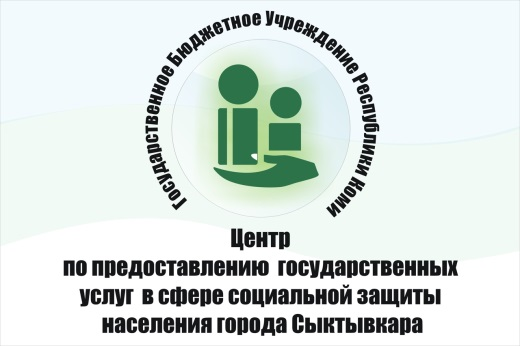 Государственное Бюджетное Учреждение Республики Коми
Центр
по предоставлению государственных
услуг в сфере социальной защиты
населения города Сыктывкара